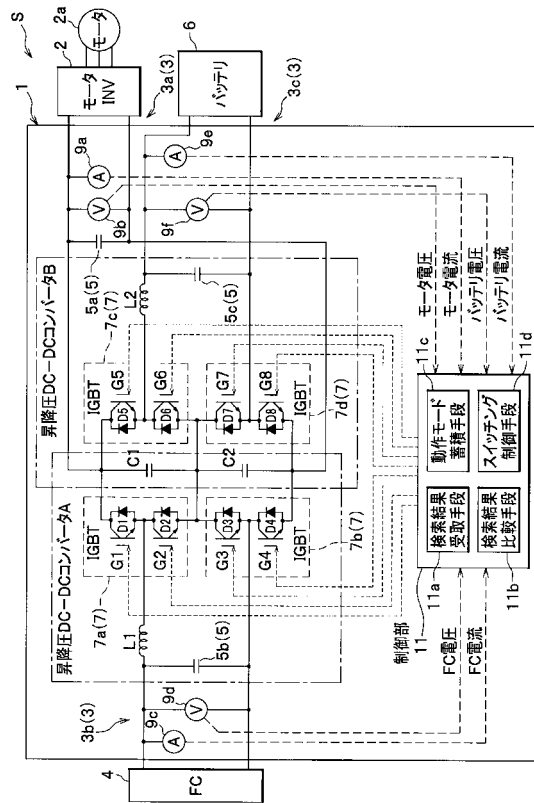 S
1
2a
モータ
2
モータ
INV
3a(3)
6
バッテリ
3c(3)
9a
A
V
9b
A
9e
V
9f
5a(5)
昇降圧DC-DCコンバータB
7c(7)
L2
5c(5)
IGBT
G5
D5
G6
D6
G7
D7
G8
D8
IGBT
7d(7)
C1
C2
昇降圧DC-DCコンバータA
7a(7)
IGBT
G1
D1
G2
D2
G3
D3
G4
D4
IGBT
7b(7)
L1
5b(5)
3b(3)
9c
9d
A
V
4
FC
モータ電圧
モータ電流
バッテリ電圧
バッテリ電流
11c
11d
動作モード
蓄積手段
スイッチング
制御手段
検索結果
受取手段
検索結果
比較手段
11a
11b
制御部
11
FC電圧
FC電流